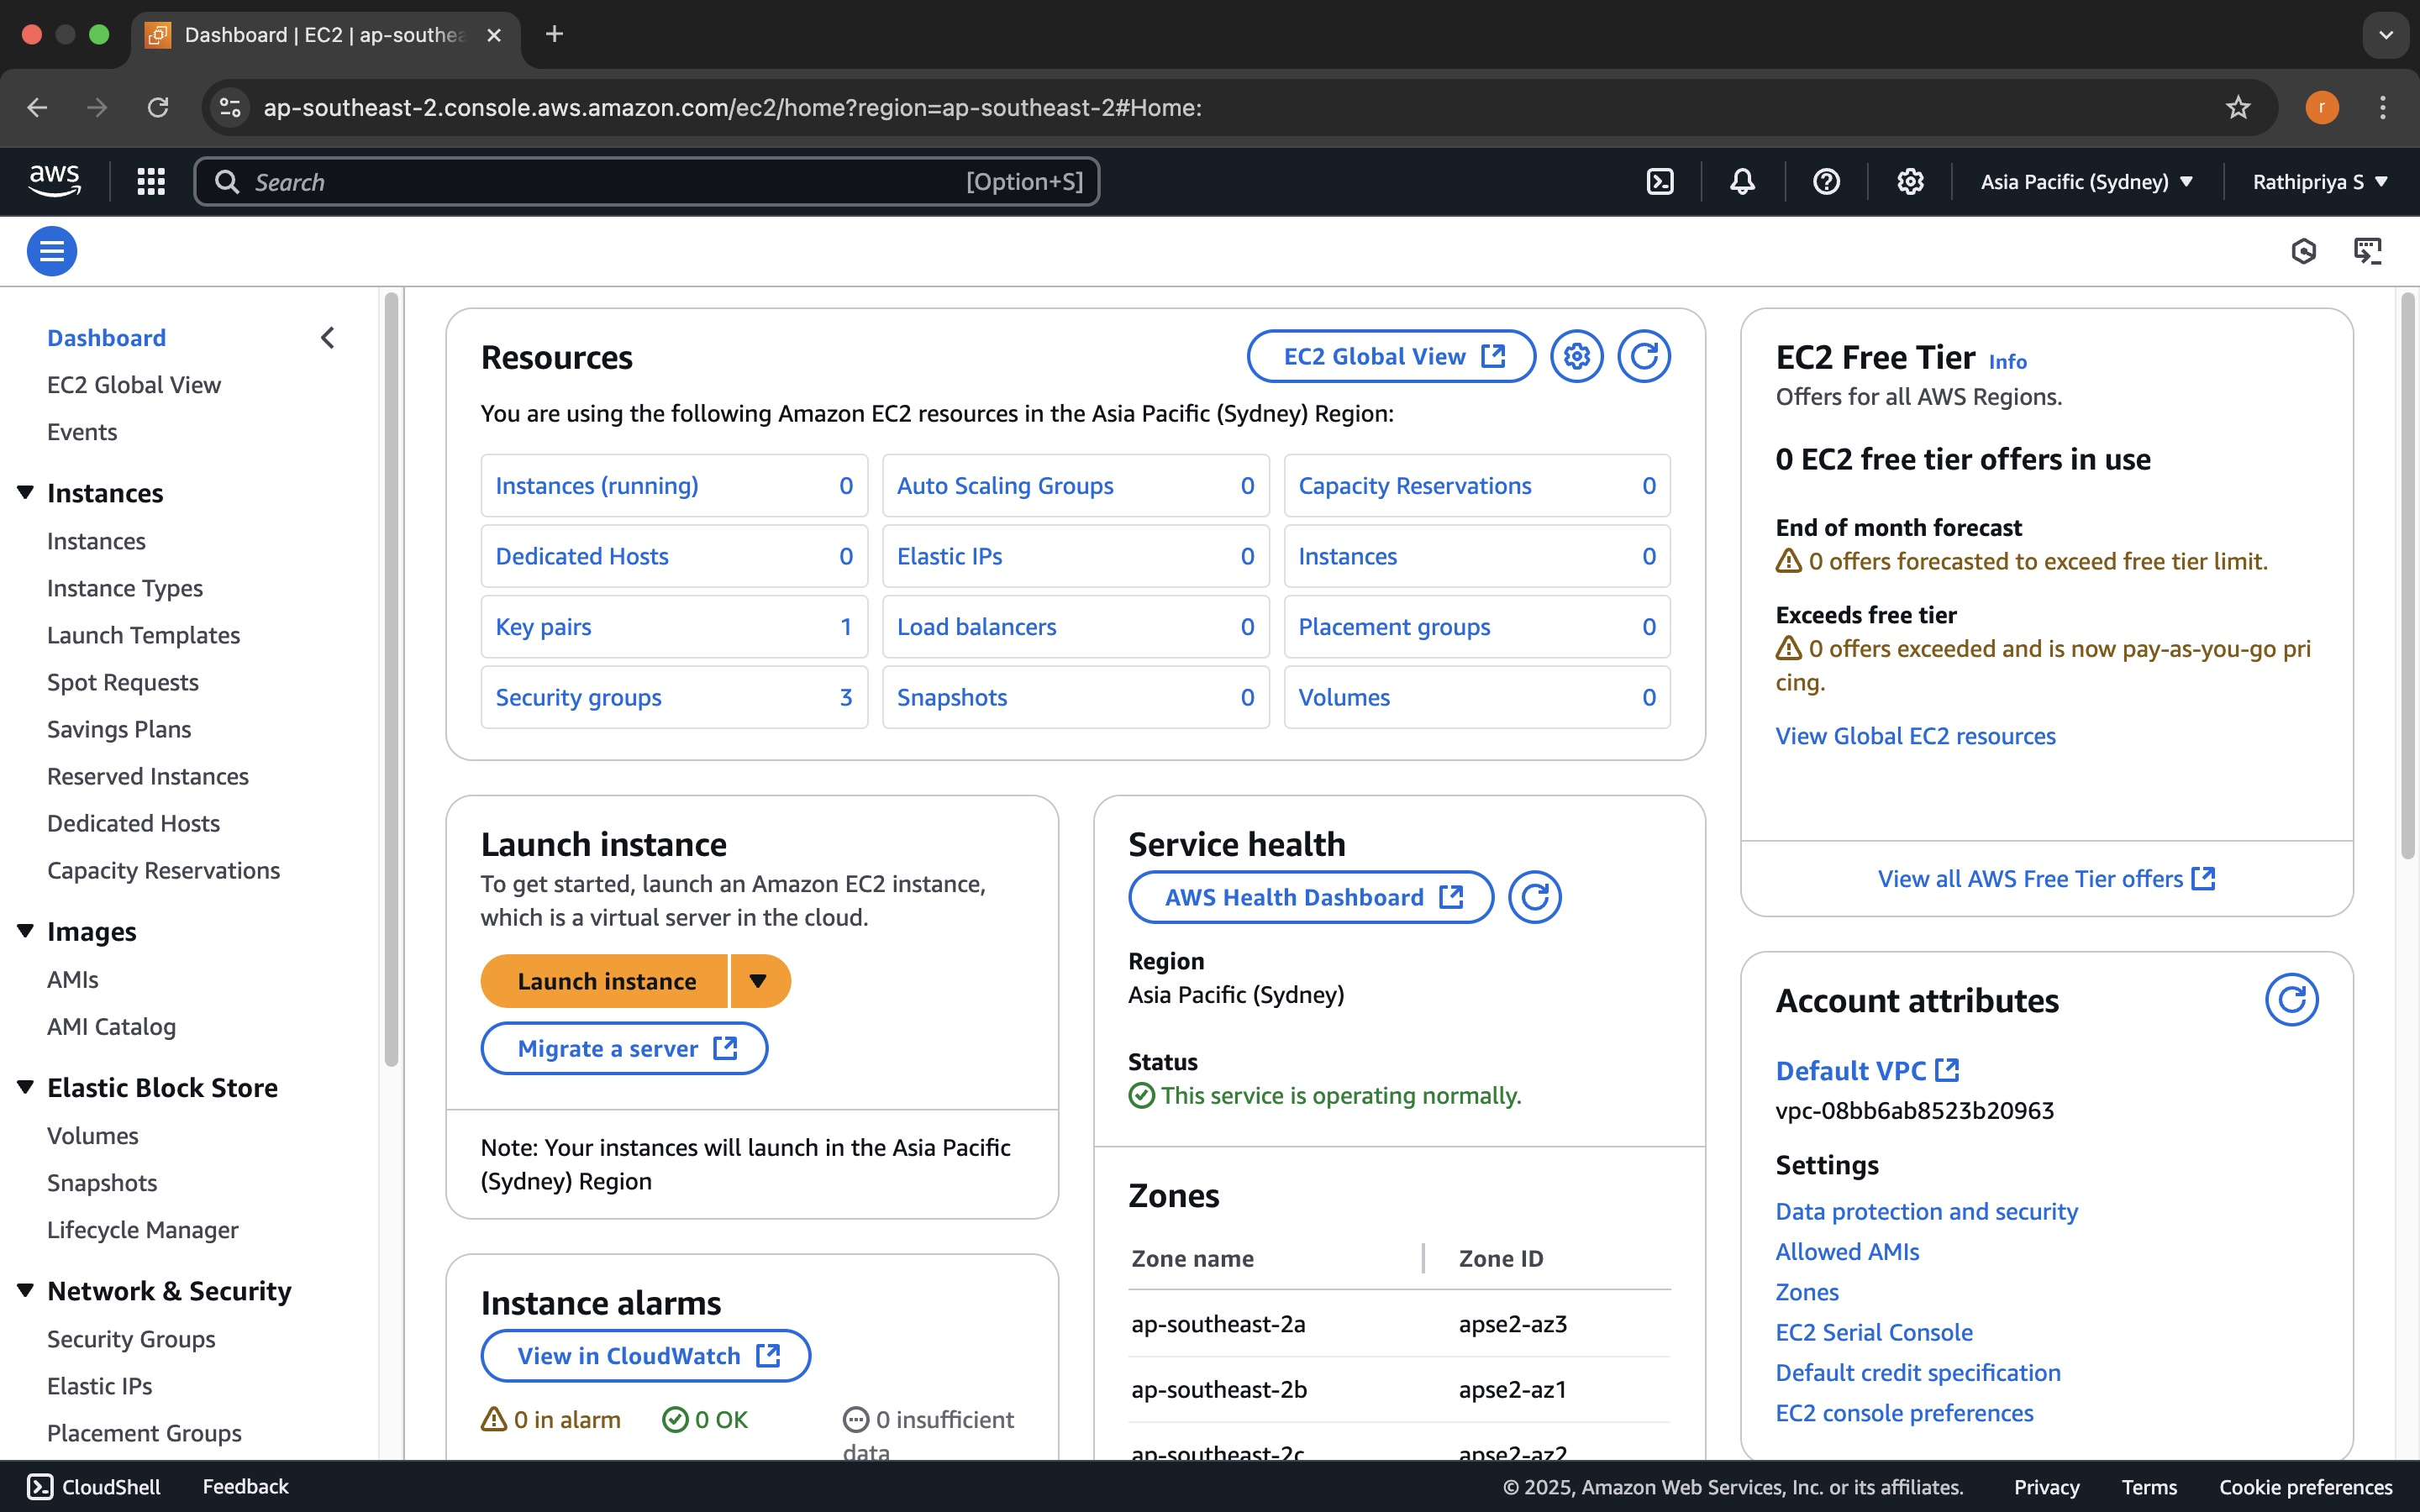 Dashboard | EC2 | ap-southea
ap-southeast-2.console.aws.amazon.com/ec2/home?region=ap-southeast-2#Home:
r
aws
Search
[Option+S]
Asia Pacific (Sydney)
Rathipriya S
Dashboard
EC2 Global View
Events
Instances
Instances
Instance Types
Launch Templates
Spot Requests
Savings Plans
Reserved Instances
Dedicated Hosts
Capacity Reservations
Images
AMIs
AMI Catalog
Elastic Block Store
Volumes
Snapshots
Lifecycle Manager
Network & Security
Security Groups
Elastic IPs
Placement Groups
Resources
EC2 Global View
You are using the following Amazon EC2 resources in the Asia Pacific (Sydney) Region:
Instances (running) 0
Auto Scaling Groups 0
Capacity Reservations 0
Dedicated Hosts 0
Elastic IPs 0
Instances 0
Key pairs 1
Load balancers 0
Placement groups 0
Security groups 3
Snapshots 0
Volumes 0
Launch instance
To get started, launch an Amazon EC2 instance,
which is a virtual server in the cloud.
Launch instance
Migrate a server
Note: Your instances will launch in the Asia Pacific
(Sydney) Region
Instance alarms
View in CloudWatch
0 in alarm
0 OK
0 insufficient
data
Service health
AWS Health Dashboard
Region
Asia Pacific (Sydney)
Status
This service is operating normally.
Zones
Zone name Zone ID
ap-southeast-2a apse2-az3
ap-southeast-2b apse2-az1
ap-southeast-2c apse2-az2
EC2 Free Tier Info
Offers for all AWS Regions.
0 EC2 free tier offers in use
End of month forecast
0 offers forecasted to exceed free tier limit.
Exceeds free tier
0 offers exceeded and is now pay-as-you-go pri
cing.
View Global EC2 resources
View all AWS Free Tier offers
Account attributes
Default VPC
vpc-08bb6ab8523b20963
Settings
Data protection and security
Allowed AMIs
Zones
EC2 Serial Console
Default credit specification
EC2 console preferences
CloudShell
Feedback
© 2025, Amazon Web Services, Inc. or its affiliates.
Privacy
Terms
Cookie preferences